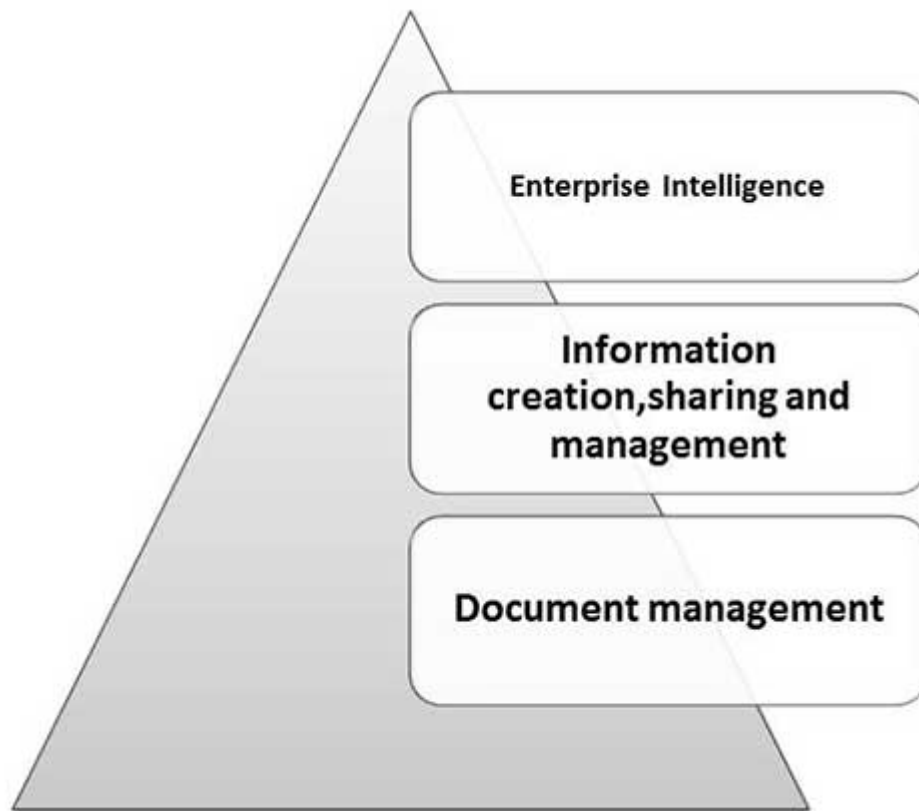 Enterprise Intelligence
Information
creation,sharing and
management
Document management